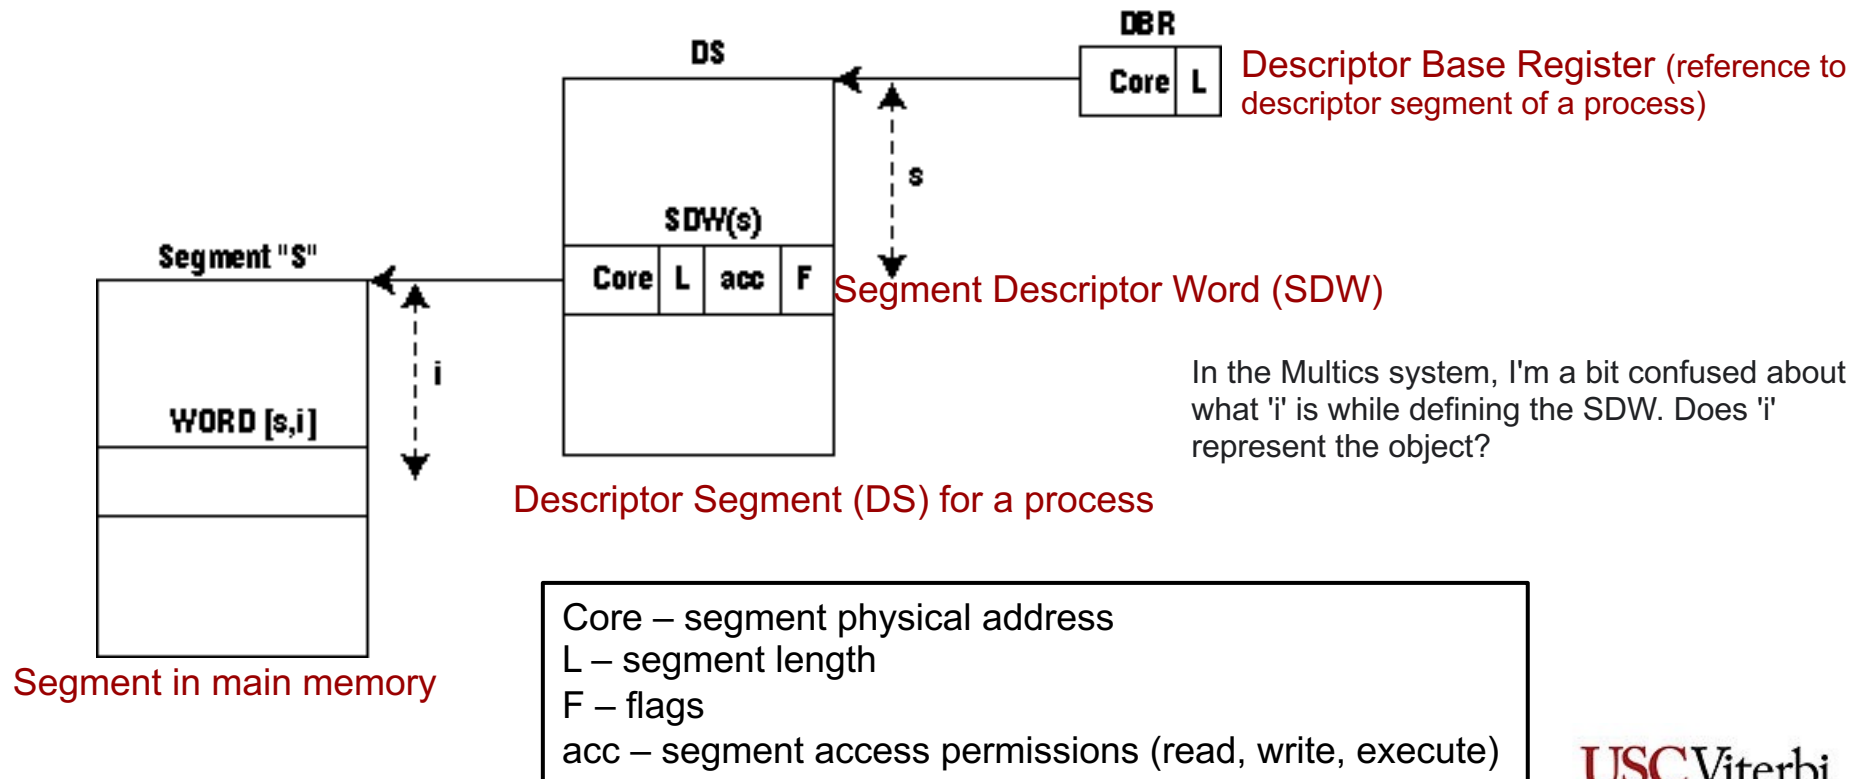 DBR
DS
Core L
Descriptor Base Register (reference to
descriptor segment of a process)
s
SDW(s)
Segment "S"
Core L acc F
Segment Descriptor Word (SDW)
i
WORD [s,i]
In the Multics system, I'm a bit confused about
what 'i' is while defining the SDW. Does 'i'
represent the object?
Descriptor Segment (DS) for a process
Segment in main memory
Core – segment physical address
L – segment length
F – flags
acc – segment access permissions (read, write, execute)
USC Viterbi